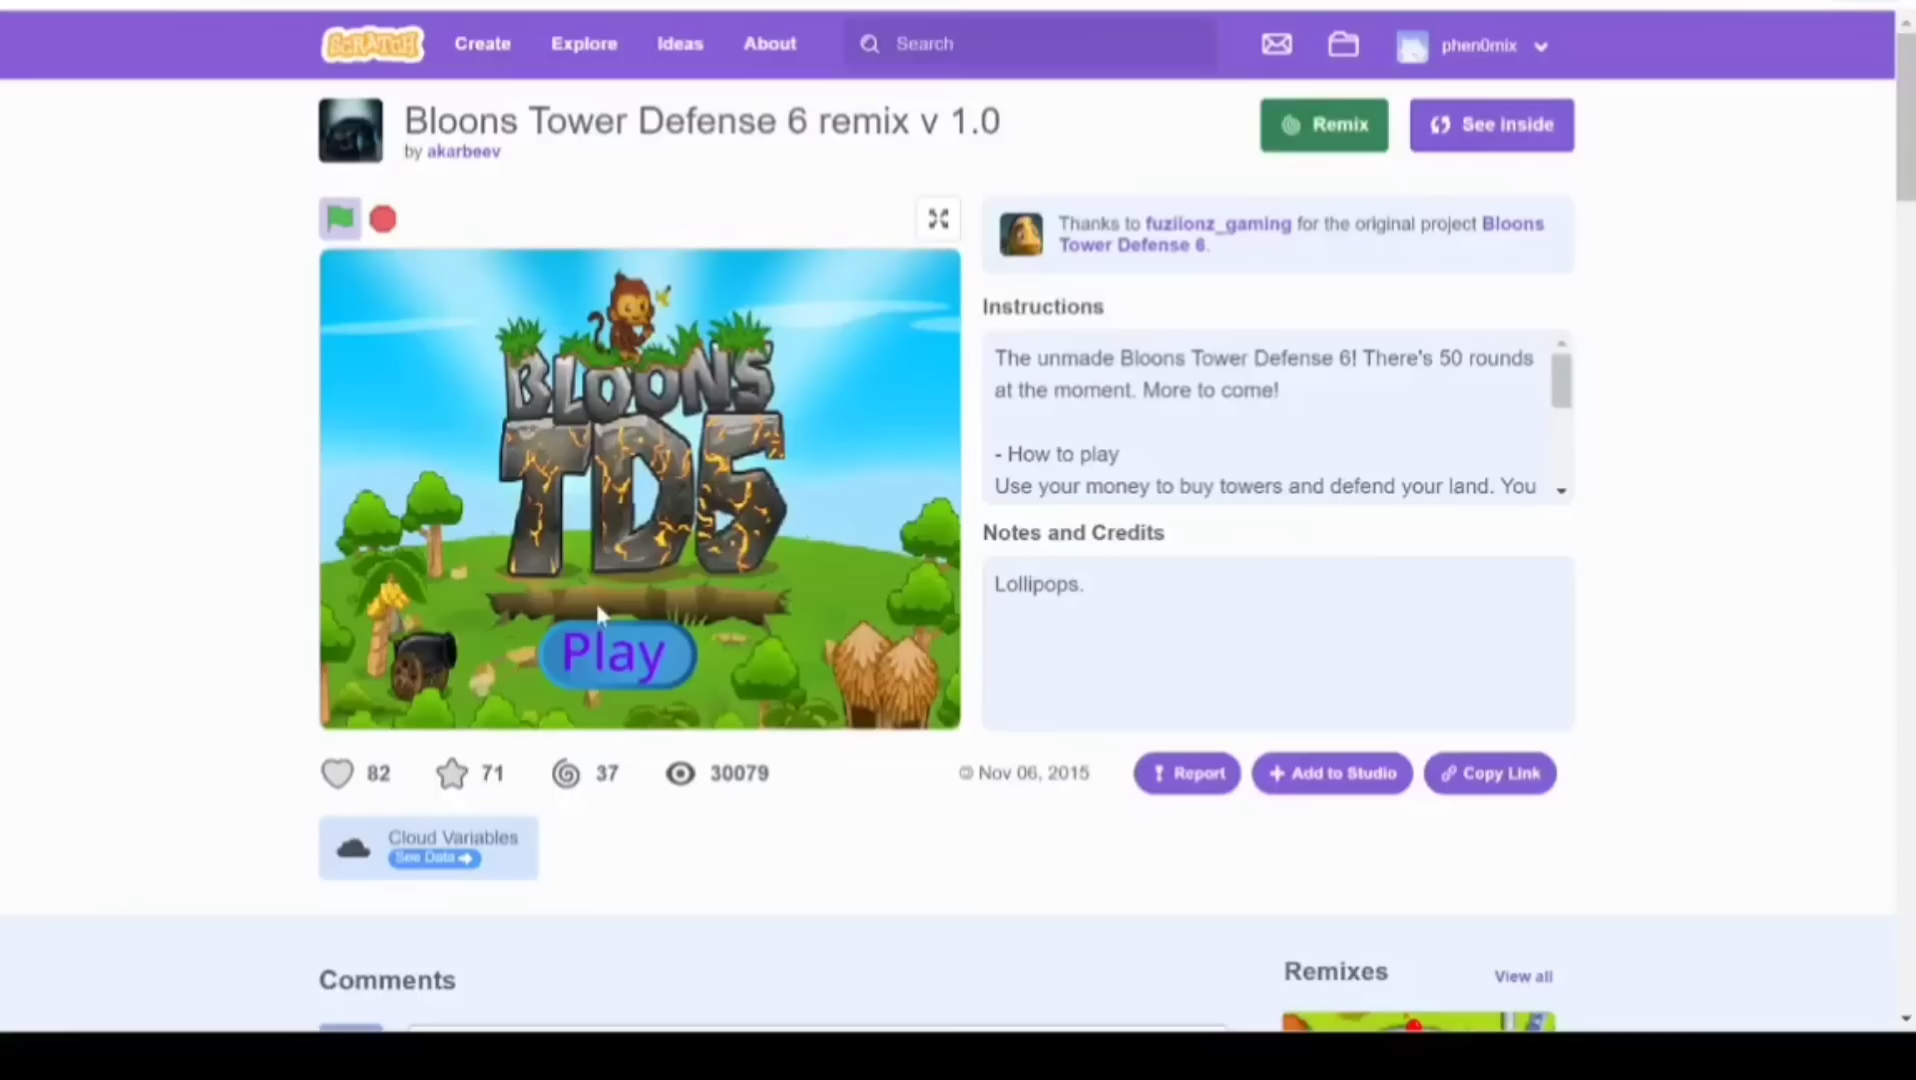 SCRATCH Create Explore Ideas About Search phen0mix
Bloons Tower Defense 6 remix v 1.0
by akarbeev
Remix See inside
Thanks to fuzilonz_gaming for the original project Bloons
Tower Defense 6.
Instructions
The unmade Bloons Tower Defense 6! There's 50 rounds
at the moment. More to come!
- How to play
Use your money to buy towers and defend your land. You
Notes and Credits
Lollipops.
BLOONS
TD5
Play
82 71 37 30079
© Nov 06, 2015
Report Add to Studio Copy Link
Cloud Variables
See Data
Comments
Remixes View all